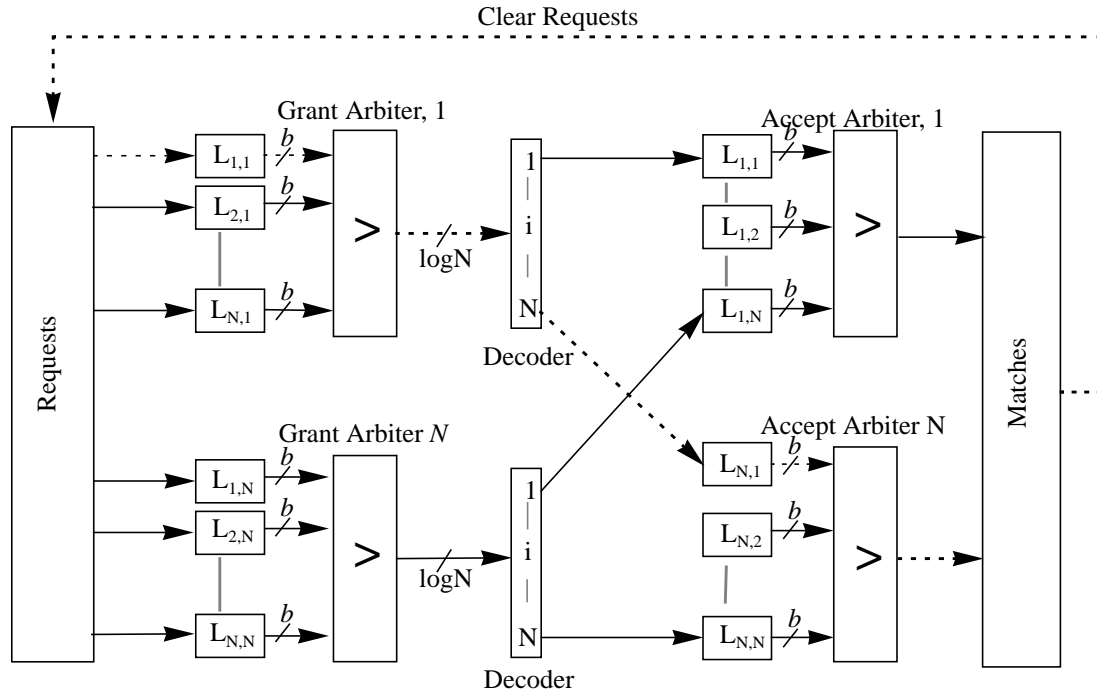 Clear Requests
Requests
Grant Arbiter, 1
L1,1
b
L2,1
b
LN,1
b
>
logN
1
i
N
Decoder
Accept Arbiter, 1
L1,1
b
L1,2
b
L1,N
b
>
Matches
Grant Arbiter N
L1,N
b
L2,N
b
LN,N
b
>
logN
1
i
N
Decoder
Accept Arbiter N
LN,1
b
LN,2
b
LN,N
b
>